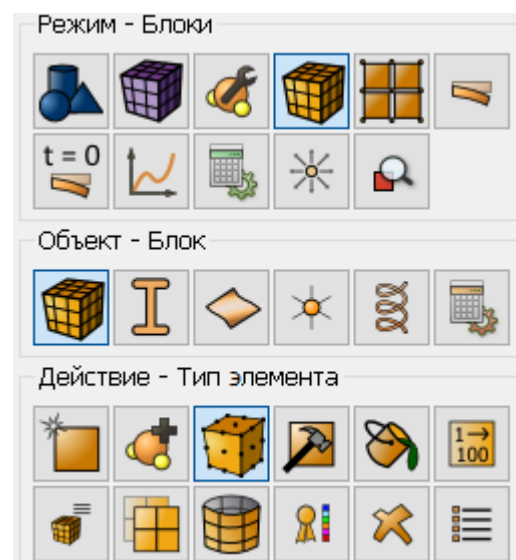 Режим - Блоки
t = 0
Объект - Блок
Действие - Тип элемента
1→
100